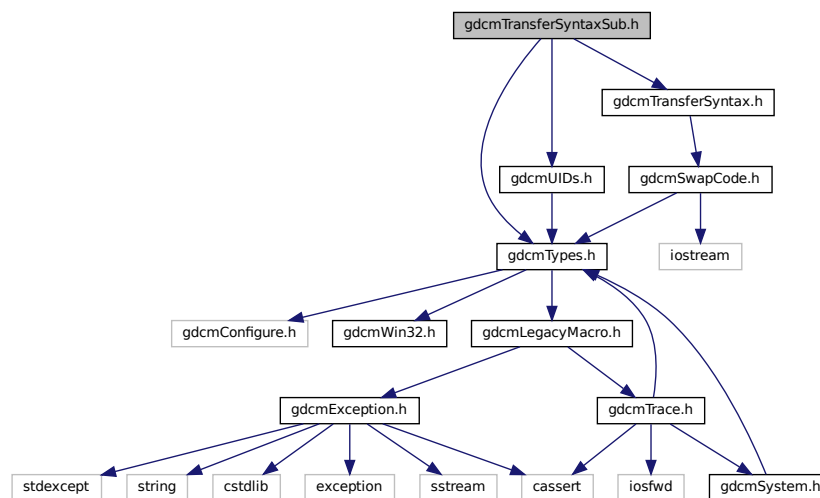 gdcmTransferSyntaxSub.h
gdcmTransferSyntax.h
gdcmUIDs.h
gdcmSwapCode.h
gdcmTypes.h
iostream
gdcmConfigure.h
gdcmWin32.h
gdcmLegacyMacro.h
gdcmException.h
gdcmTrace.h
stdexcept
string
cstdlib
exception
sstream
cassert
iosfwd
gdcmSystem.h